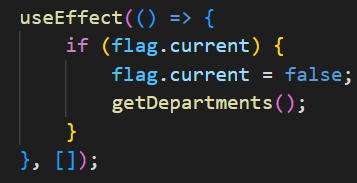 useEffect(() => {
    if (flag.current) {
        flag.current = false;
        getDepartments();
    }
}, []);